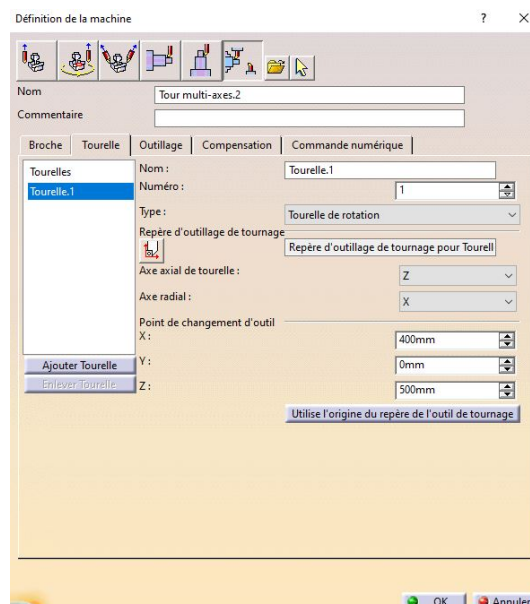 Définition de la machine ? X
Nom Tour multi-axes.2
Commentaire
Broche Tourelle Outillage Compensation Commande numérique
Tourelles
Tourelle.1
Ajouter Tourelle
Enlever Tourelle
Nom : Tourelle.1
Numéro : 1
Type : Tourelle de rotation
Repère d'outillage de tournage
Repère d'outillage de tournage pour Tourell
Axe axial de tourelle : Z
Axe radial : X
Point de changement d'outil
X : 400mm
Y : 0mm
Z : 500mm
Utilise l'origine du repère de l'outil de tournage
OK Annuler